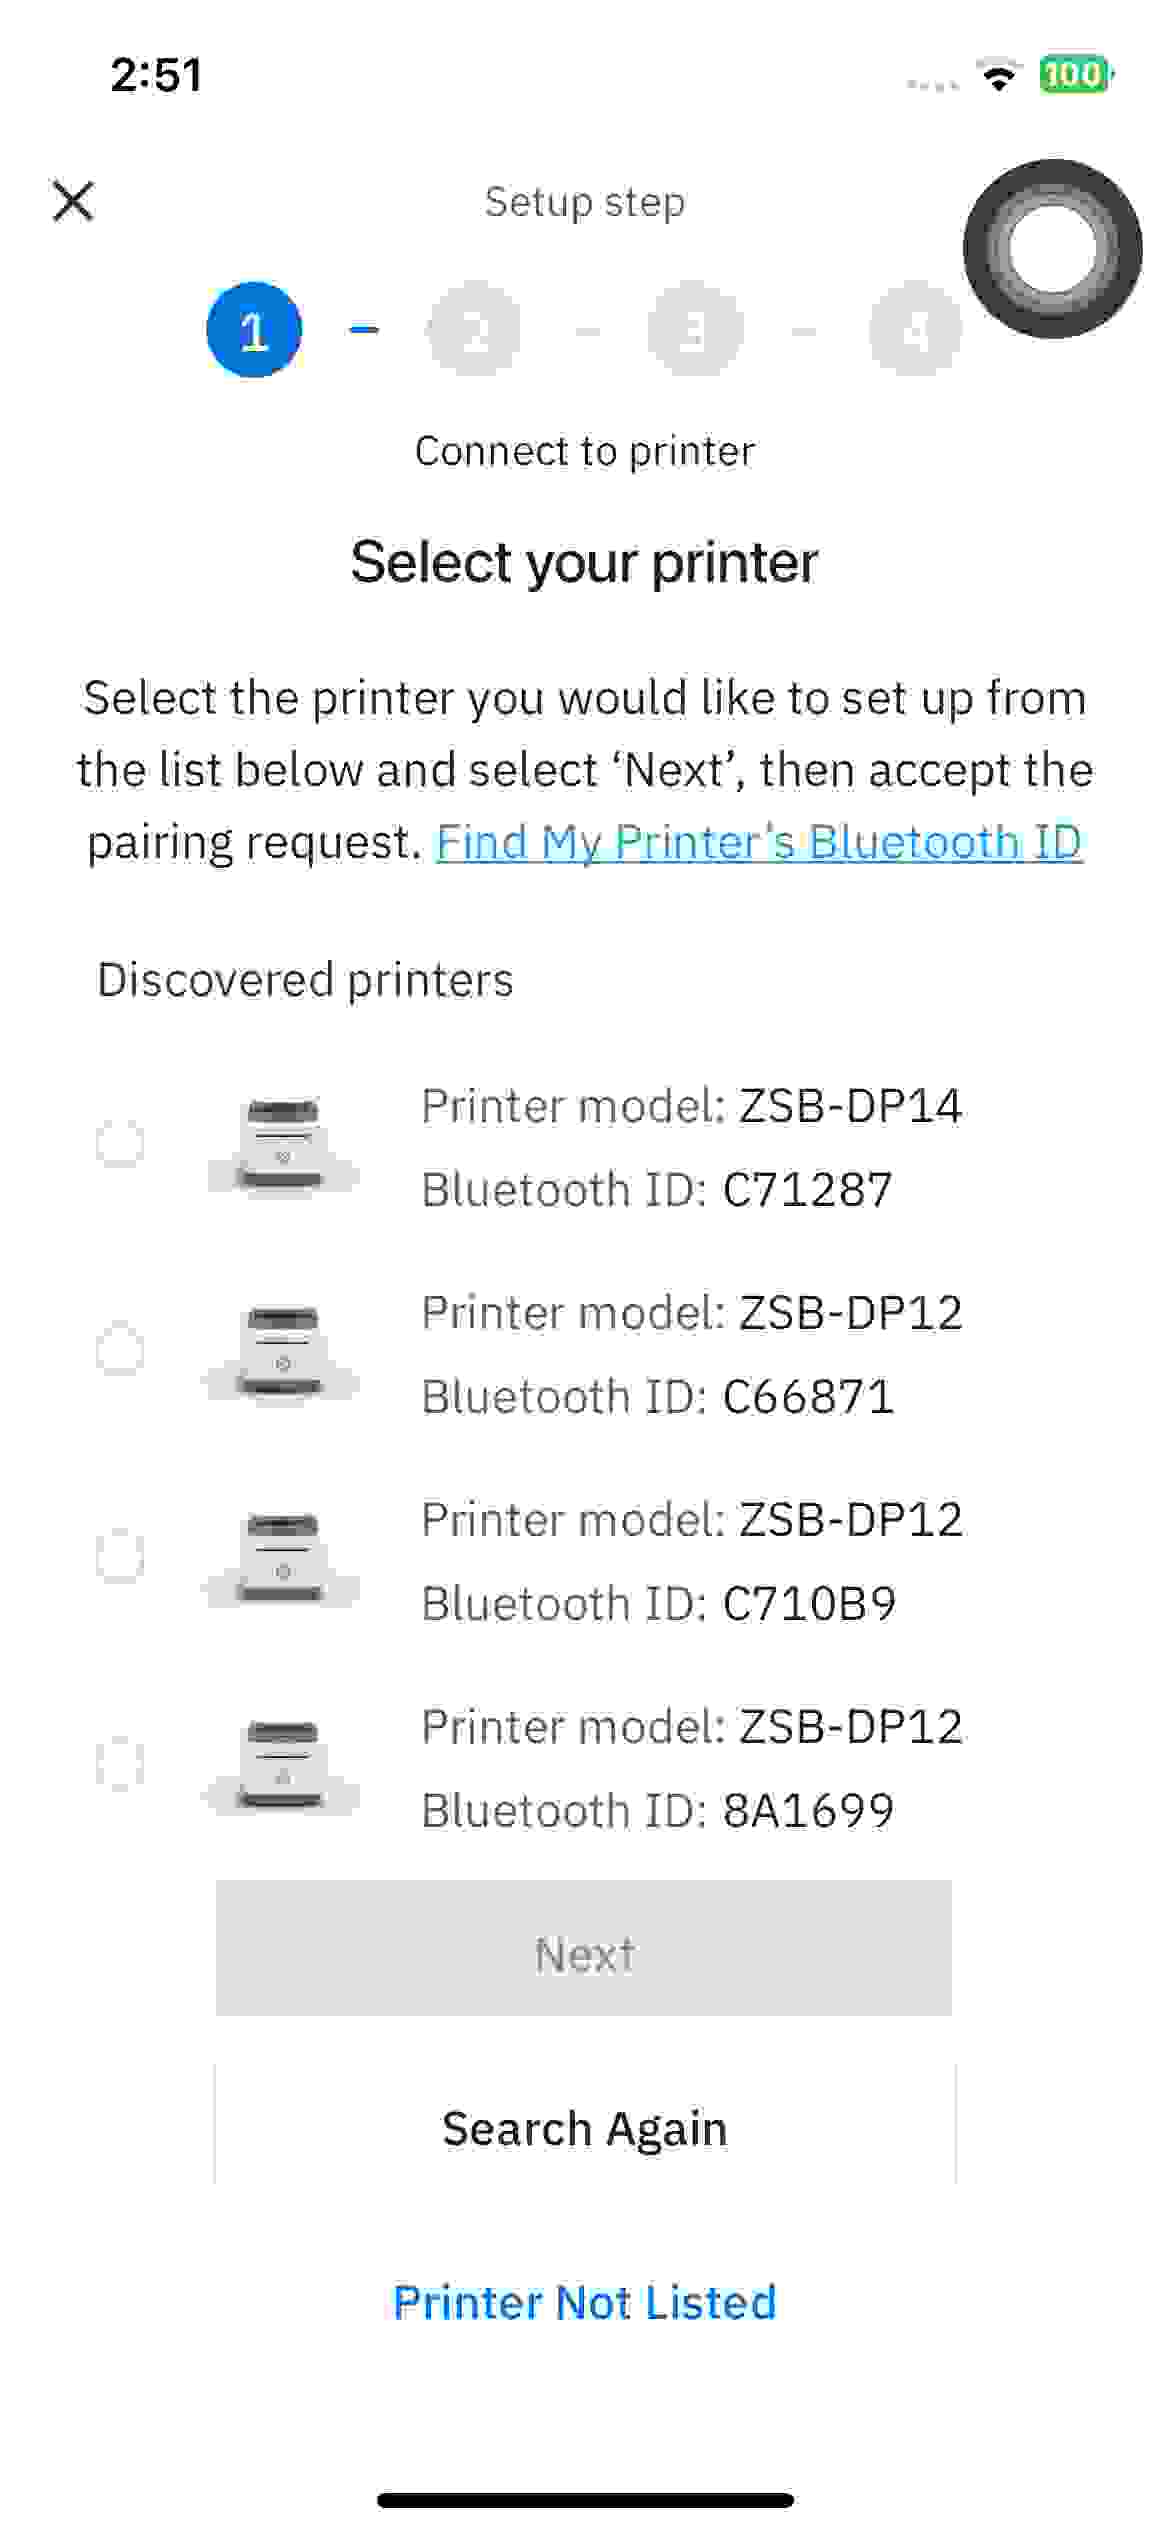 2:51
100
Setup step
1
2
3
4
Connect to printer
Select your printer
Select the printer you would like to set up from
the list below and select ‘Next’, then accept the
pairing request. Find My Printer's Bluetooth ID
Discovered printers
Printer model: ZSB-DP14
Bluetooth ID: C71287
Printer model: ZSB-DP12
Bluetooth ID: C66871
Printer model: ZSB-DP12
Bluetooth ID: C710B9
Printer model: ZSB-DP12
Bluetooth ID: 8A1699
Next
Search Again
Printer Not Listed